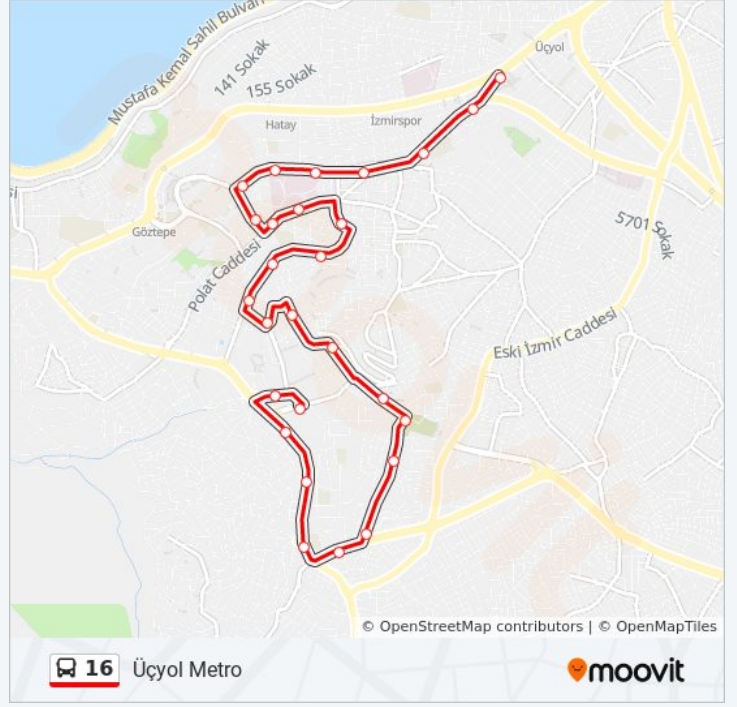 Mustafa Kemal Sahil Bulvarı
141 Sokak
155 Sokak
Üçyol
Hatay
İzmirspor
si
Göztepe
Polat Caddesi
5701 Sokak
Eski İzmir Caddesi
© OpenStreetMap contributors | © OpenMapTiles
16 Üçyol Metro
moovit